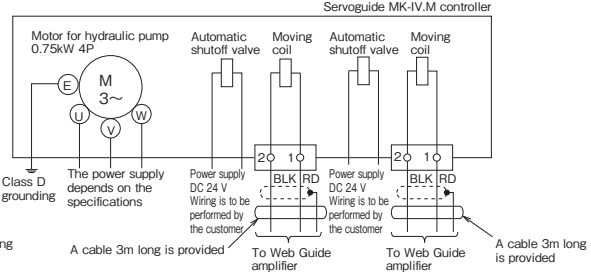 Servoguide MK-IV.M controller
Motor for hydraulic pump
0.75kW 4P
Automatic
shutoff valve
Moving
coil
Automatic
shutoff valve
Moving
coil
E
M
3～
U
V
W
2
1
2
1
BLK RD
BLK RD
Class D
grounding
The power supply
depends on the
specifications
Power supply
DC 24 V
Wiring is to be
performed by
the customer
Power supply
DC 24 V
Wiring is to be
performed by
the customer
ng
A cable 3m long is provided
To Web Guide
amplifier
To Web Guide
amplifier
A cable 3m long
is provided